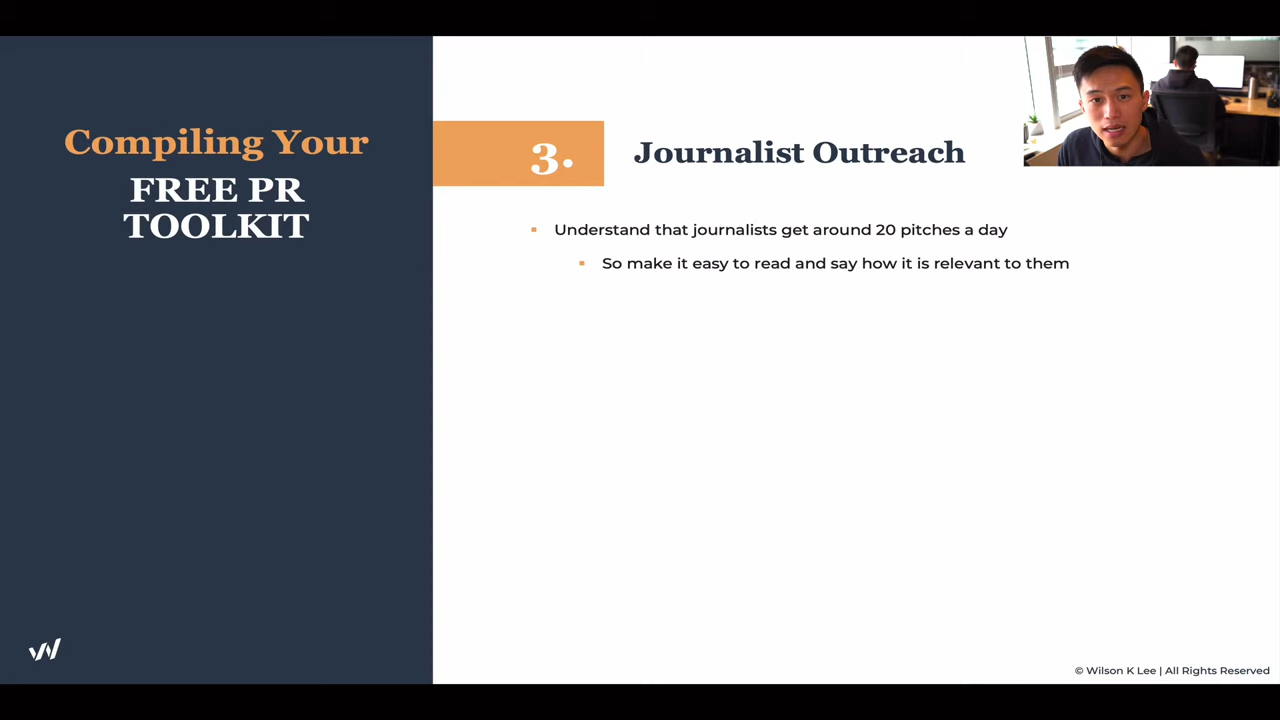 Compiling Your
FREE PR
TOOLKIT
3.
Journalist Outreach
▪ Understand that journalists get around 20 pitches a day
▪ So make it easy to read and say how it is relevant to them
© Wilson K Lee | All Rights Reserved